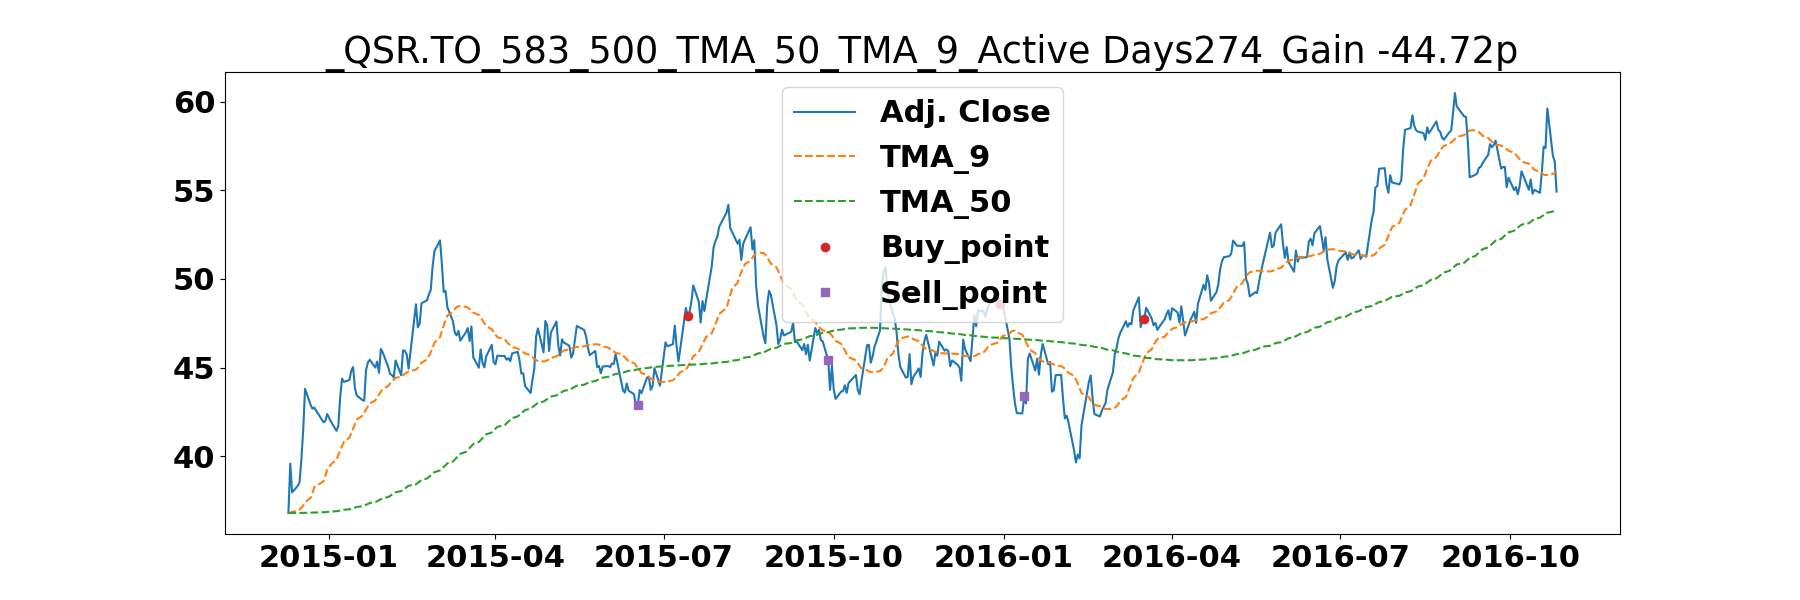 _QSR.TO_583_500_TMA_50_TMA_9_Active Days274_Gain -44.72p
60
55
50
45
40
Adj. Close
TMA_9
TMA_50
Buy_point
Sell_point
2015-01 2015-04 2015-07 2015-10 2016-01 2016-04 2016-07 2016-10